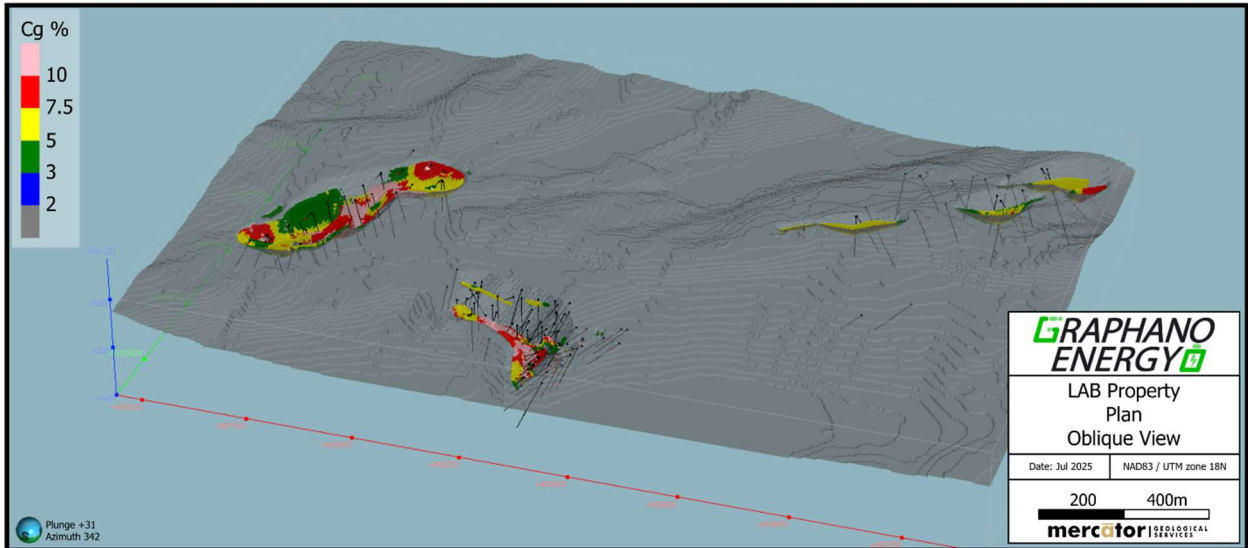 Cg %
10
7.5
5
3
2
GRAPHANO
ENERGY
LAB Property
Plan
Oblique View
Date: Jul 2025
NAD83 / UTM zone 18N
200 400m
mercātor GEOLOGICAL
SERVICES
Plunge +31
Azimuth 342